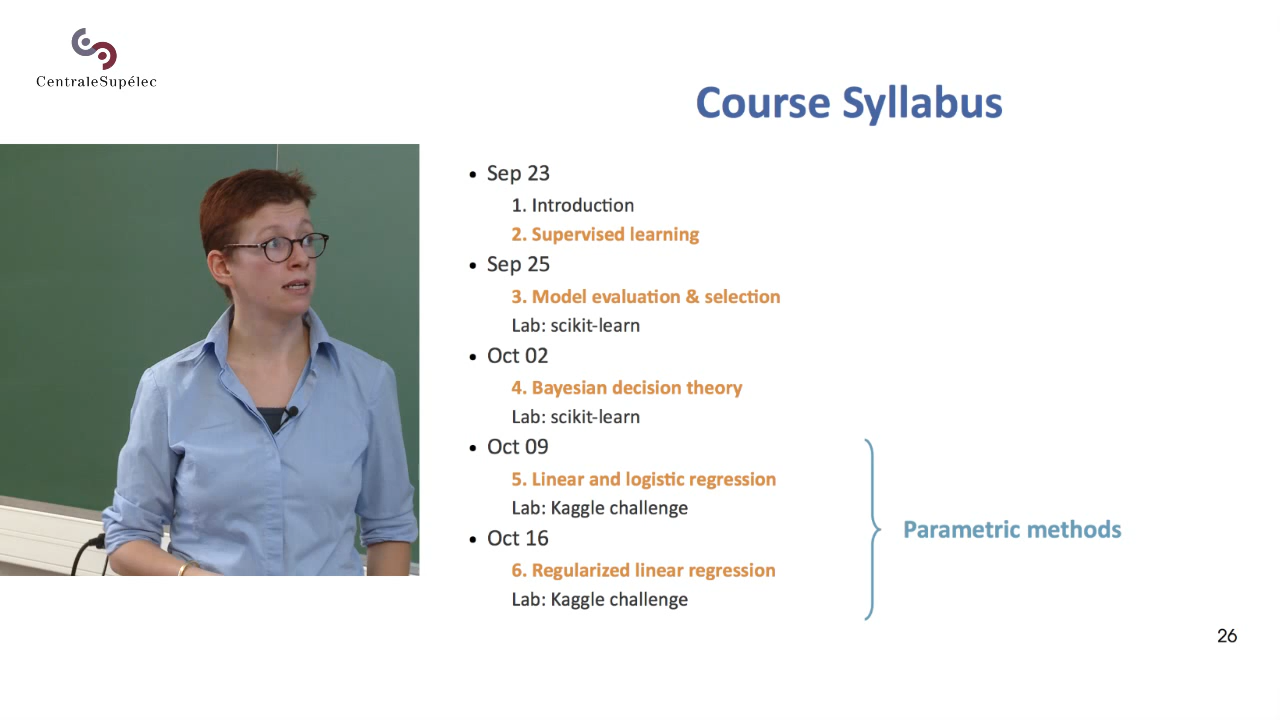 CentraleSupélec
Course Syllabus
• Sep 23
1. Introduction
2. Supervised learning
• Sep 25
3. Model evaluation & selection
Lab: scikit-learn
• Oct 02
4. Bayesian decision theory
Lab: scikit-learn
• Oct 09
5. Linear and logistic regression
Lab: Kaggle challenge
• Oct 16
6. Regularized linear regression
Lab: Kaggle challenge
Parametric methods
26